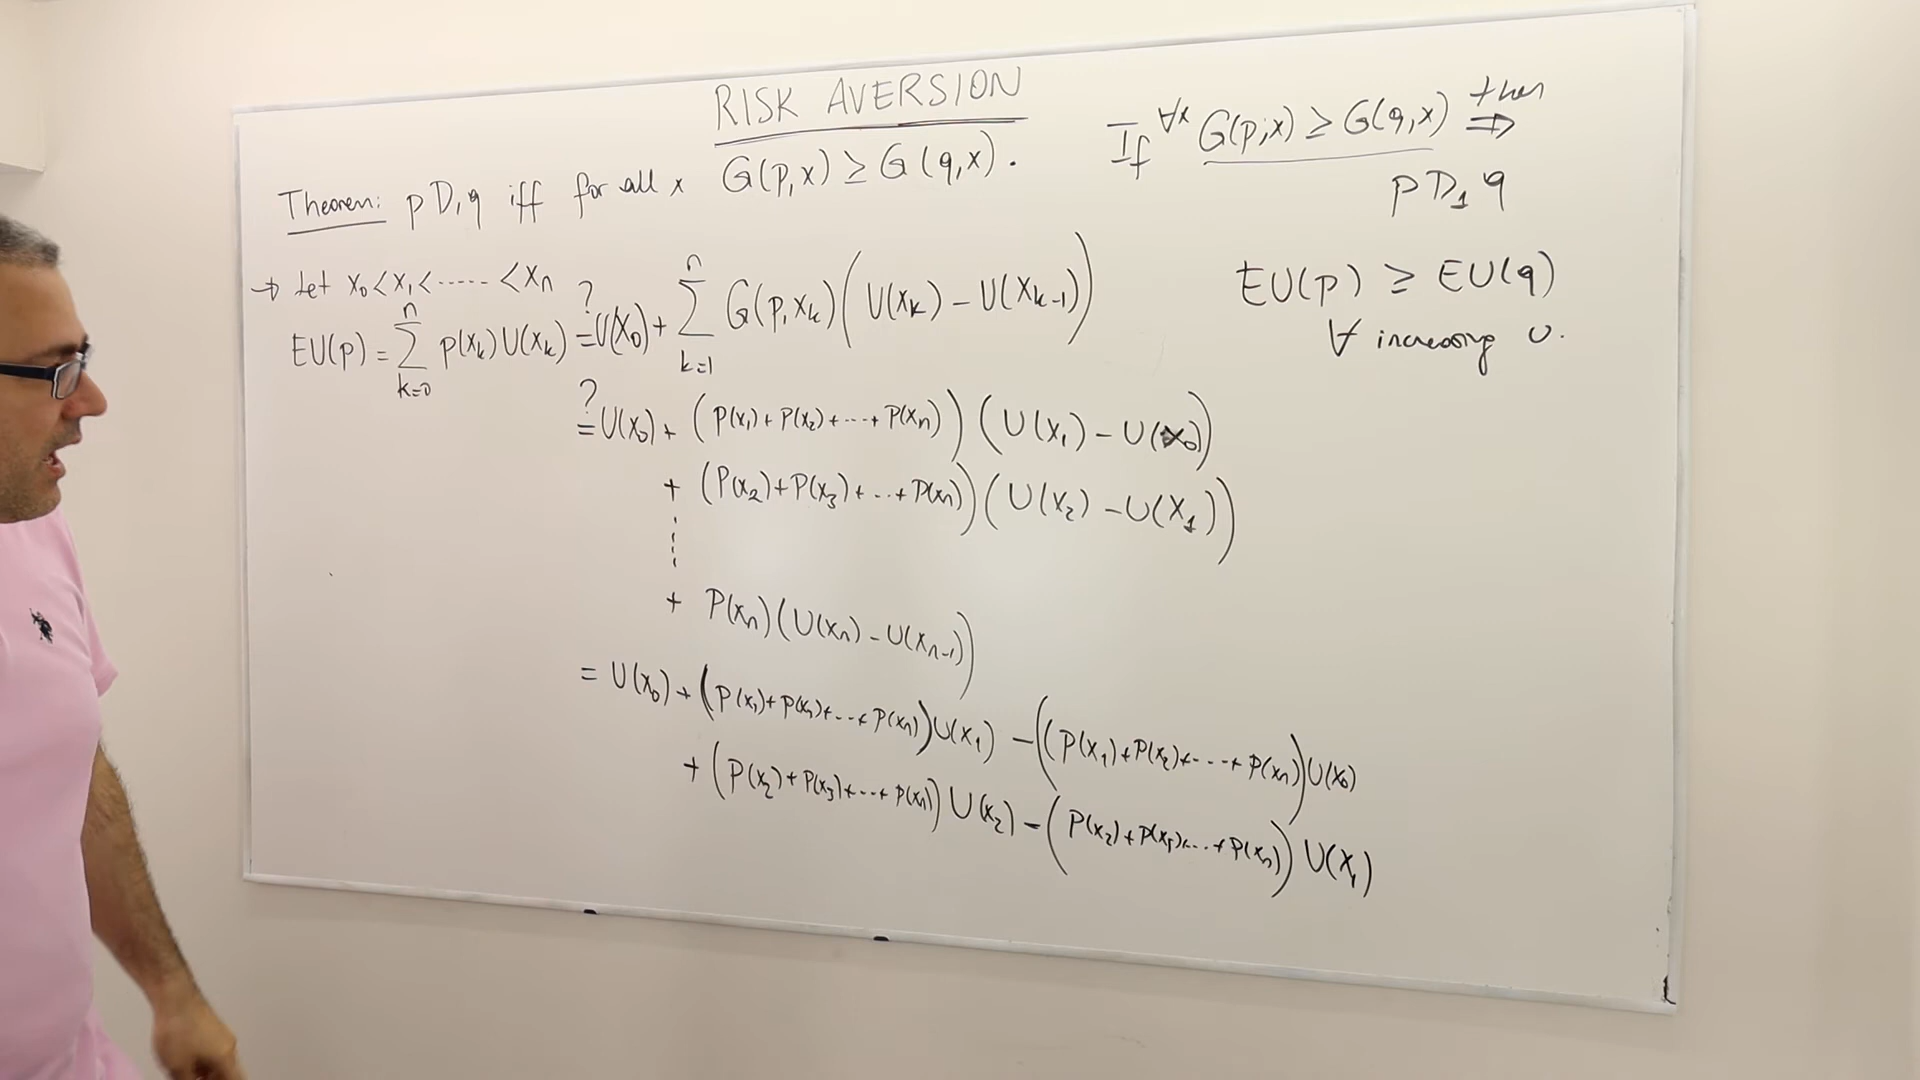 RISK AVERSION
Theorem: p D₁ q iff for all x G(p,x) ≥ G(q,x).
→ Let x₀ < x₁ < ------ < xₙ
EU(p) = ∑ₖ₌₀ⁿ p(xₖ)U(xₖ) ≟ U(x₀) + ∑ₖ₌₁ⁿ G(p,xₖ)(U(xₖ) - U(xₖ₋₁))
≟ U(x₀) + (P(x₁) + P(x₂) + ---- + P(xₙ))(U(x₁) - U(x₀))
+ (P(x₂) + P(x₃) + --- + P(xₙ))(U(x₂) - U(x₁))
+ P(xₙ)(U(xₙ) - U(xₙ₋₁))
= U(x₀) + (P(x₁) + P(x₂) + --- + P(xₙ))U(x₁) - (P(x₁) + P(x₂) + ---- + P(xₙ))U(x₀)
+ (P(x₂) + P(x₃) + --- + P(xₙ))U(x₂) - (P(x₂) + P(x₃) + --- + P(xₙ))U(x₁)
If ∀x G(p,x) ≥ G(q,x) then ⇒
p D₁ q
EU(p) ≥ EU(q)
∀ increasing U.